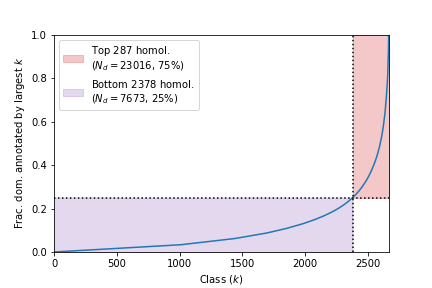 1.0
0.8
0.6
0.4
0.2
0.0
Frac. dom. annotated by largest k
Top 287 homol.
(N_d = 23016, 75%)
Bottom 2378 homol.
(N_d = 7673, 25%)
0 500 1000 1500 2000 2500
Class (k)